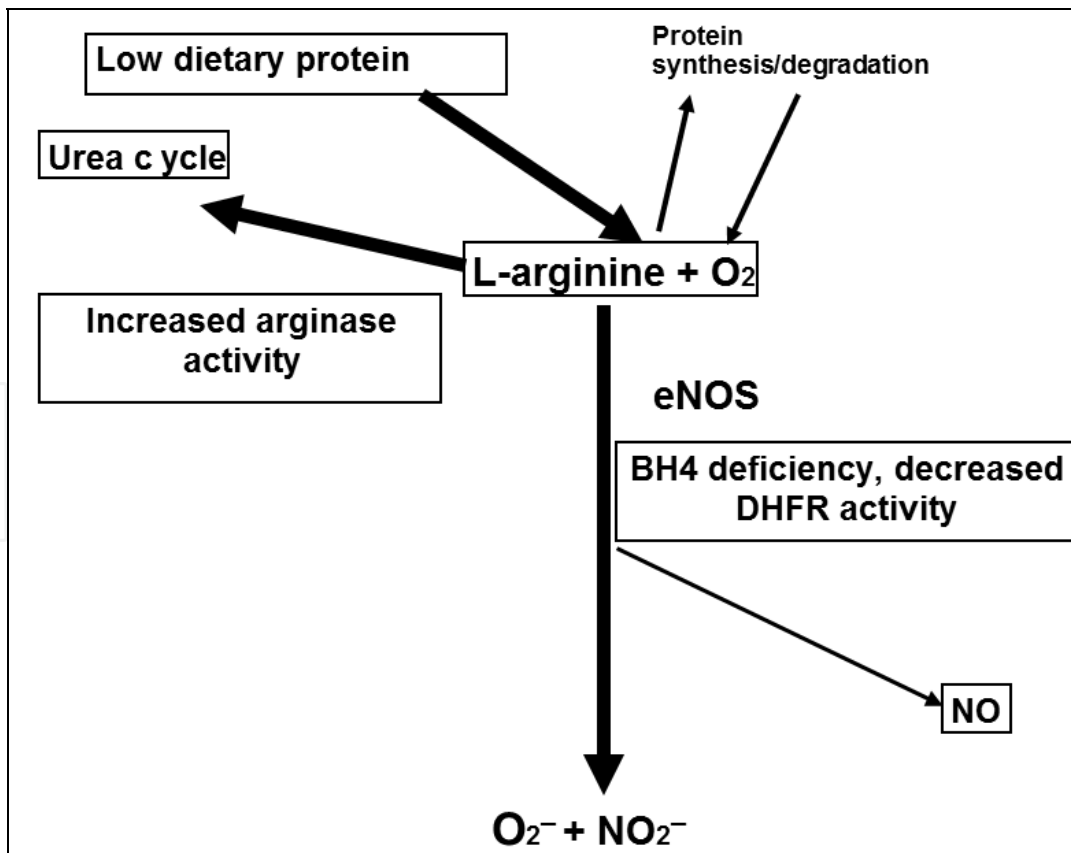 Low dietary protein
Protein
synthesis/degradation
Urea c ycle
L-arginine + O₂
Increased arginase
activity
eNOS
BH4 deficiency, decreased
DHFR activity
NO
O₂⁻ + NO₂⁻